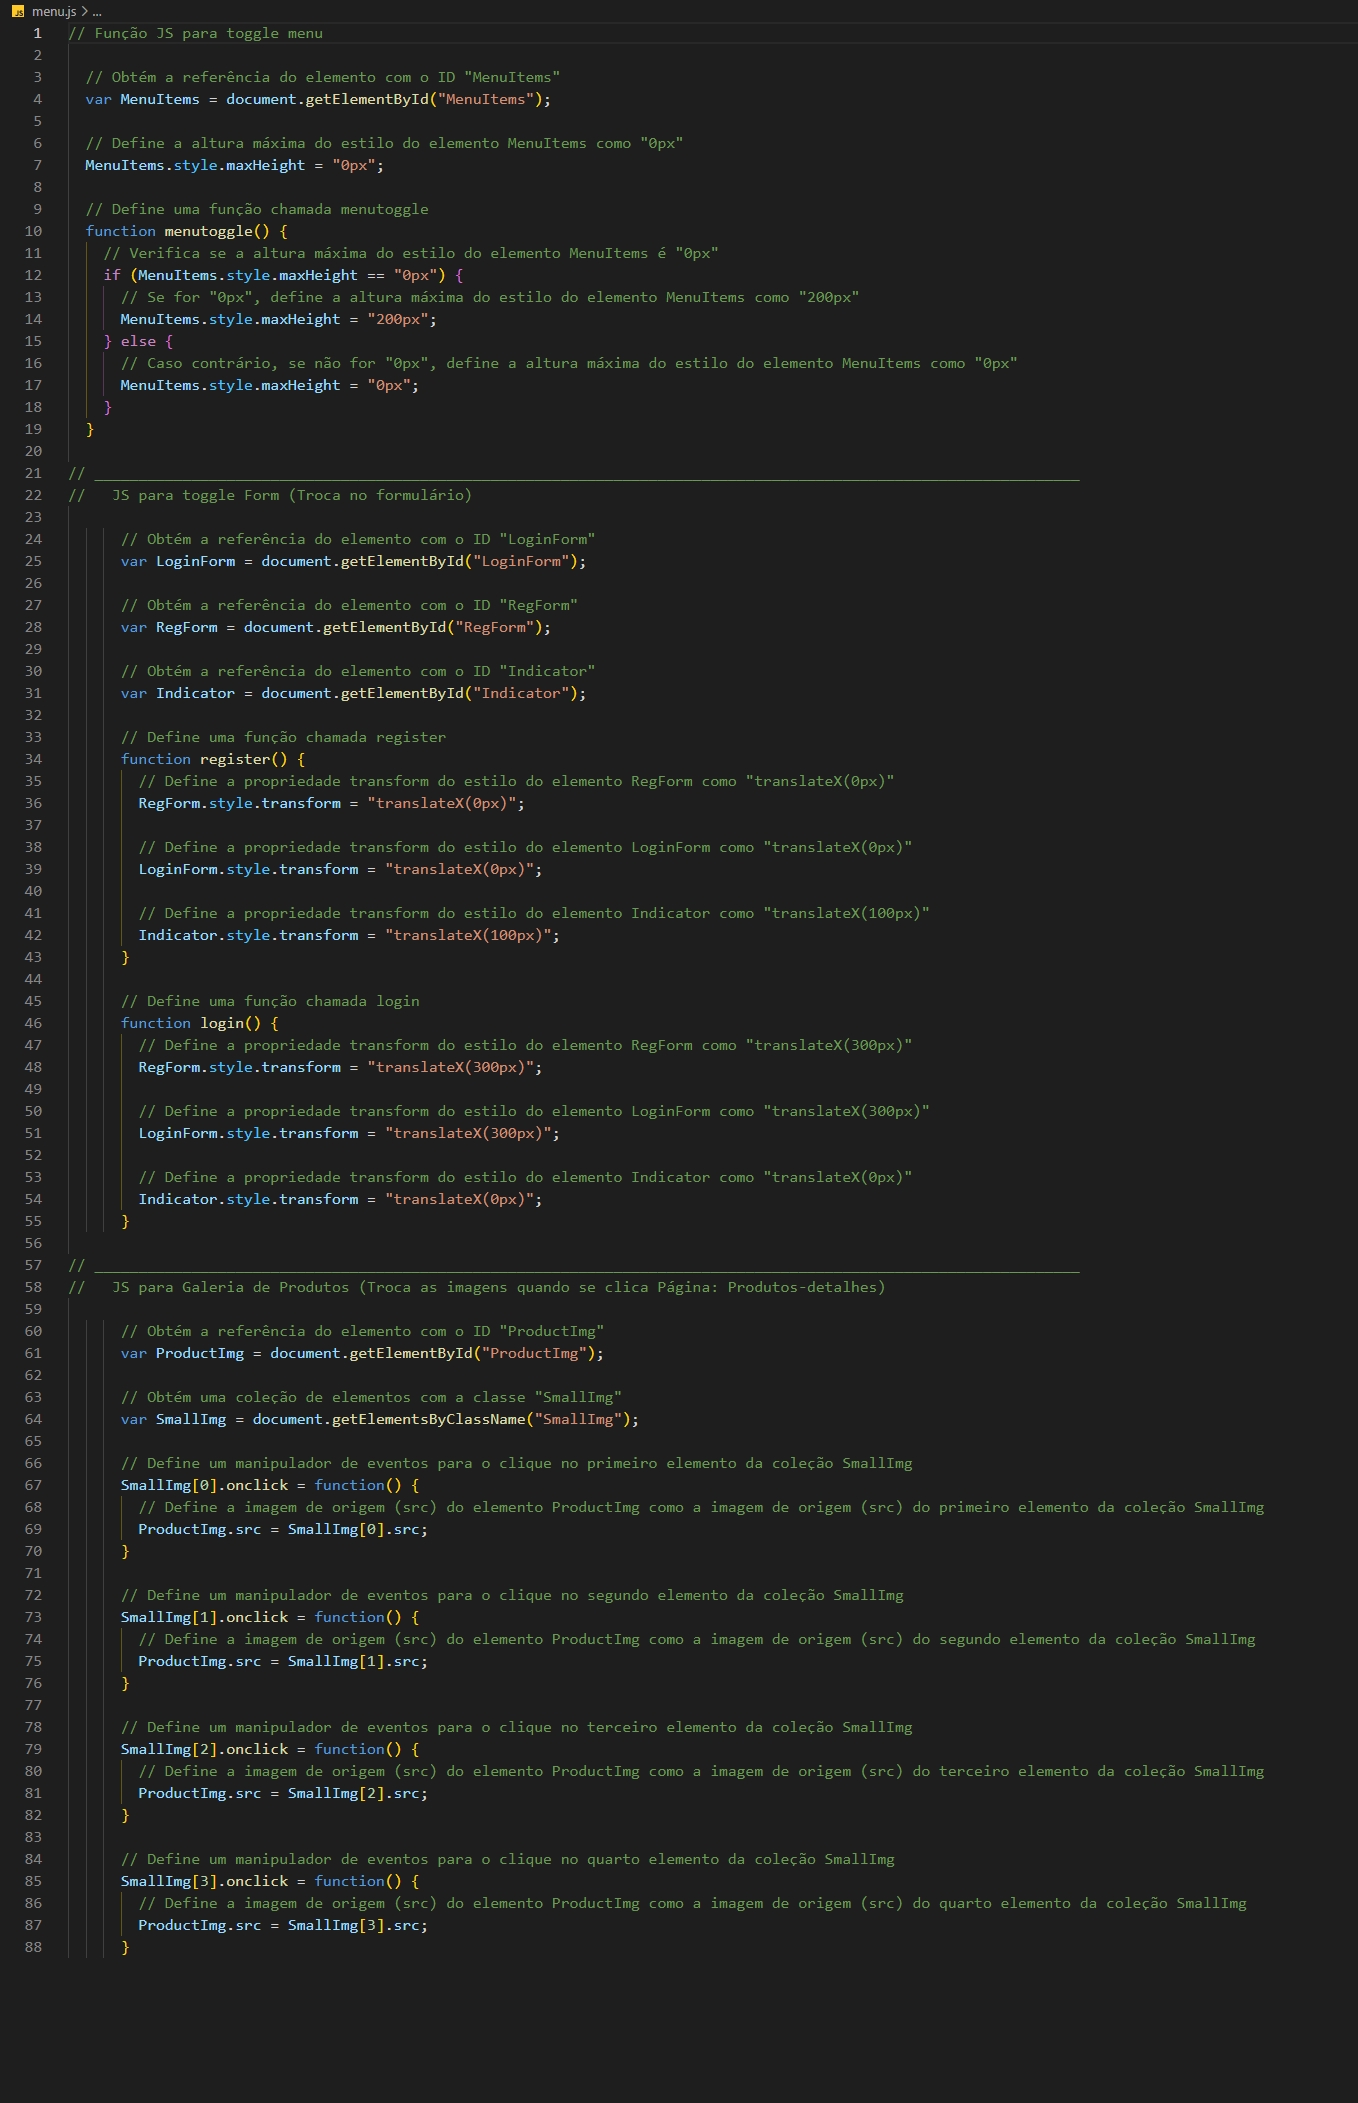 JS menu.js > ...
1 // Função JS para toggle menu
2
3 // Obtém a referência do elemento com o ID "MenuItems"
4 var MenuItems = document.getElementById("MenuItems");
5
6 // Define a altura máxima do estilo do elemento MenuItems como "0px"
7 MenuItems.style.maxHeight = "0px";
8
9 // Define uma função chamada menutoggle
10 function menutoggle() {
11 // Verifica se a altura máxima do estilo do elemento MenuItems é "0px"
12 if (MenuItems.style.maxHeight == "0px") {
13 // Se for "0px", define a altura máxima do estilo do elemento MenuItems como "200px"
14 MenuItems.style.maxHeight = "200px";
15 } else {
16 // Caso contrário, se não for "0px", define a altura máxima do estilo do elemento MenuItems como "0px"
17 MenuItems.style.maxHeight = "0px";
18 }
19 }
20
21 // ________________________________________________________________________________________________________________
22 // JS para toggle Form (Troca no formulário)
23
24 // Obtém a referência do elemento com o ID "LoginForm"
25 var LoginForm = document.getElementById("LoginForm");
26
27 // Obtém a referência do elemento com o ID "RegForm"
28 var RegForm = document.getElementById("RegForm");
29
30 // Obtém a referência do elemento com o ID "Indicator"
31 var Indicator = document.getElementById("Indicator");
32
33 // Define uma função chamada register
34 function register() {
35 // Define a propriedade transform do estilo do elemento RegForm como "translateX(0px)"
36 RegForm.style.transform = "translateX(0px)";
37
38 // Define a propriedade transform do estilo do elemento LoginForm como "translateX(0px)"
39 LoginForm.style.transform = "translateX(0px)";
40
41 // Define a propriedade transform do estilo do elemento Indicator como "translateX(100px)"
42 Indicator.style.transform = "translateX(100px)";
43 }
44
45 // Define uma função chamada login
46 function login() {
47 // Define a propriedade transform do estilo do elemento RegForm como "translateX(300px)"
48 RegForm.style.transform = "translateX(300px)";
49
50 // Define a propriedade transform do estilo do elemento LoginForm como "translateX(300px)"
51 LoginForm.style.transform = "translateX(300px)";
52
53 // Define a propriedade transform do estilo do elemento Indicator como "translateX(0px)"
54 Indicator.style.transform = "translateX(0px)";
55 }
56
57 // ________________________________________________________________________________________________________________
58 // JS para Galeria de Produtos (Troca as imagens quando se clica Página: Produtos-detalhes)
59
60 // Obtém a referência do elemento com o ID "ProductImg"
61 var ProductImg = document.getElementById("ProductImg");
62
63 // Obtém uma coleção de elementos com a classe "SmallImg"
64 var SmallImg = document.getElementsByClassName("SmallImg");
65
66 // Define um manipulador de eventos para o clique no primeiro elemento da coleção SmallImg
67 SmallImg[0].onclick = function() {
68 // Define a imagem de origem (src) do elemento ProductImg como a imagem de origem (src) do primeiro elemento da coleção SmallImg
69 ProductImg.src = SmallImg[0].src;
70 }
71
72 // Define um manipulador de eventos para o clique no segundo elemento da coleção SmallImg
73 SmallImg[1].onclick = function() {
74 // Define a imagem de origem (src) do elemento ProductImg como a imagem de origem (src) do segundo elemento da coleção SmallImg
75 ProductImg.src = SmallImg[1].src;
76 }
77
78 // Define um manipulador de eventos para o clique no terceiro elemento da coleção SmallImg
79 SmallImg[2].onclick = function() {
80 // Define a imagem de origem (src) do elemento ProductImg como a imagem de origem (src) do terceiro elemento da coleção SmallImg
81 ProductImg.src = SmallImg[2].src;
82 }
83
84 // Define um manipulador de eventos para o clique no quarto elemento da coleção SmallImg
85 SmallImg[3].onclick = function() {
86 // Define a imagem de origem (src) do elemento ProductImg como a imagem de origem (src) do quarto elemento da coleção SmallImg
87 ProductImg.src = SmallImg[3].src;
88 }